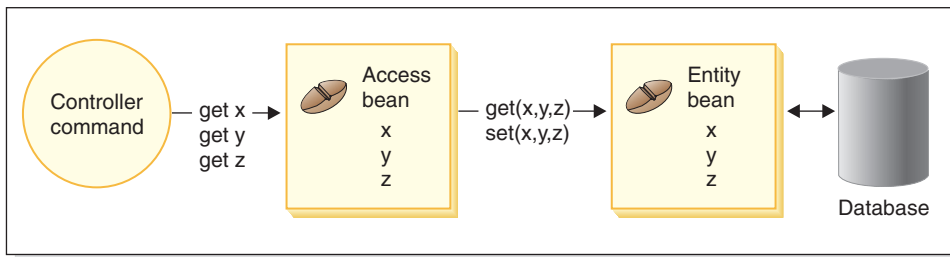 Controller
command
get x
get y
get z
Access
bean
x
y
z
get(x,y,z)
set(x,y,z)
Entity
bean
x
y
z
Database